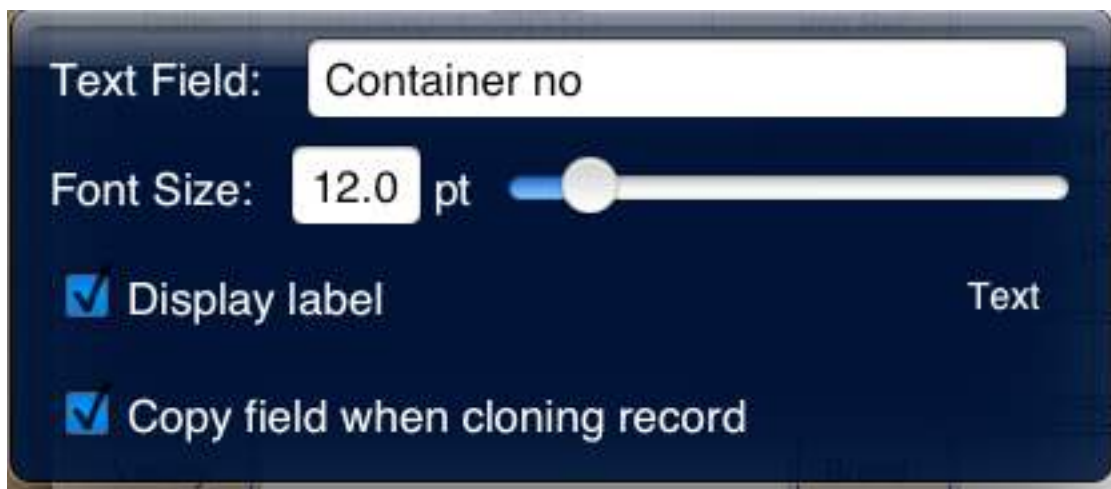 Text Field: Container no
Font Size: 12.0 pt
Display label Text
Copy field when cloning record